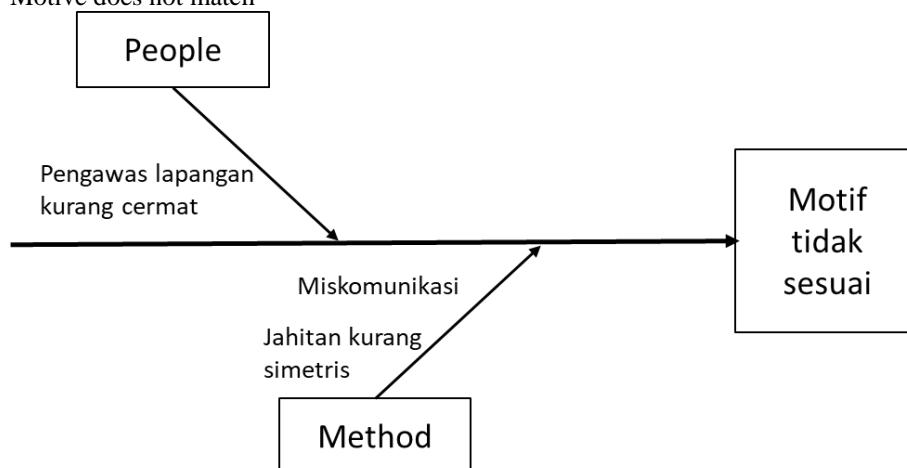 Motive does not match
People
Pengawas lapangan
kurang cermat
Motif
tidak
sesuai
Miskomunikasi
Jahitan kurang
simetris
Method